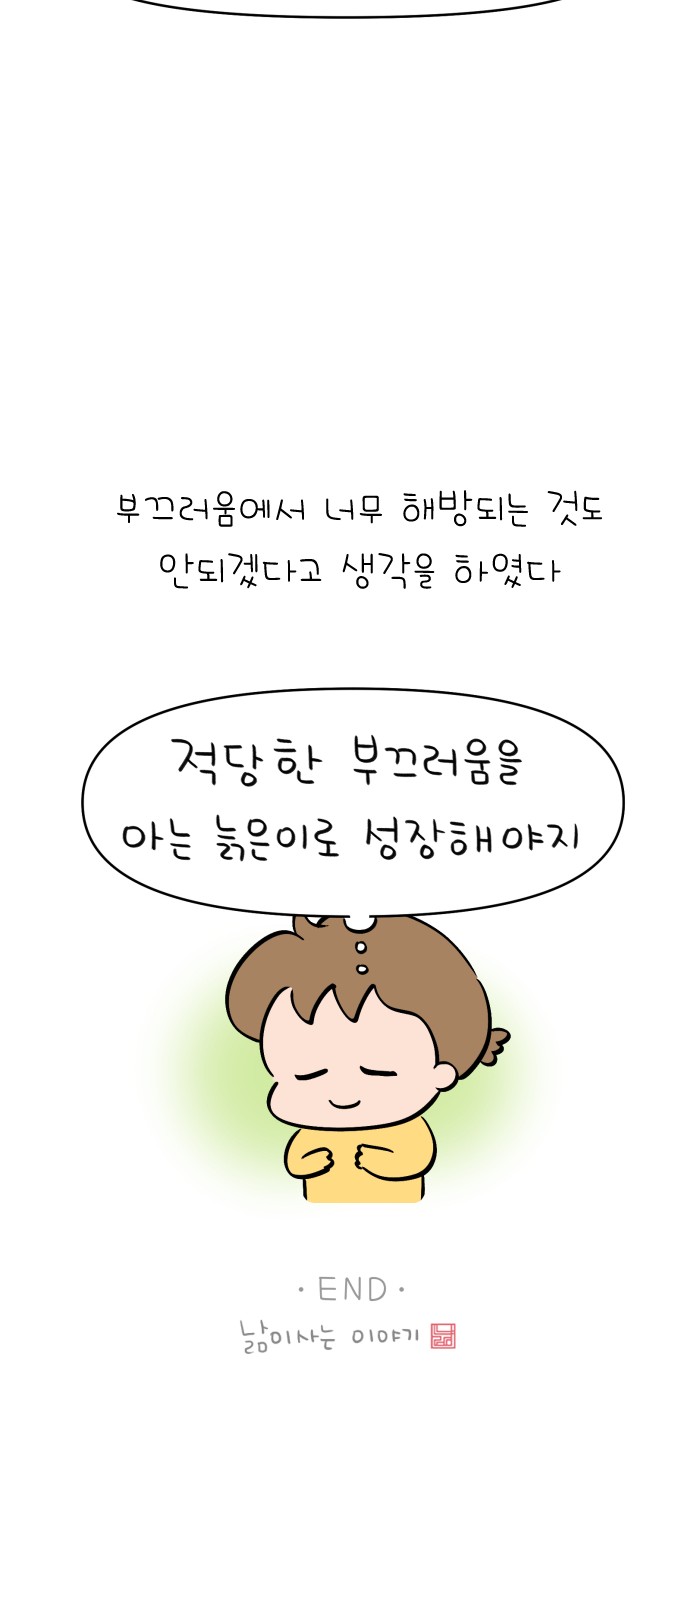 부끄러움에서 너무 해방되는 것도
안되겠다고 생각을 하였다
적당한 부끄러움을
아는 늙은이로 성장해야지
· END ·
낢이사는 이야기